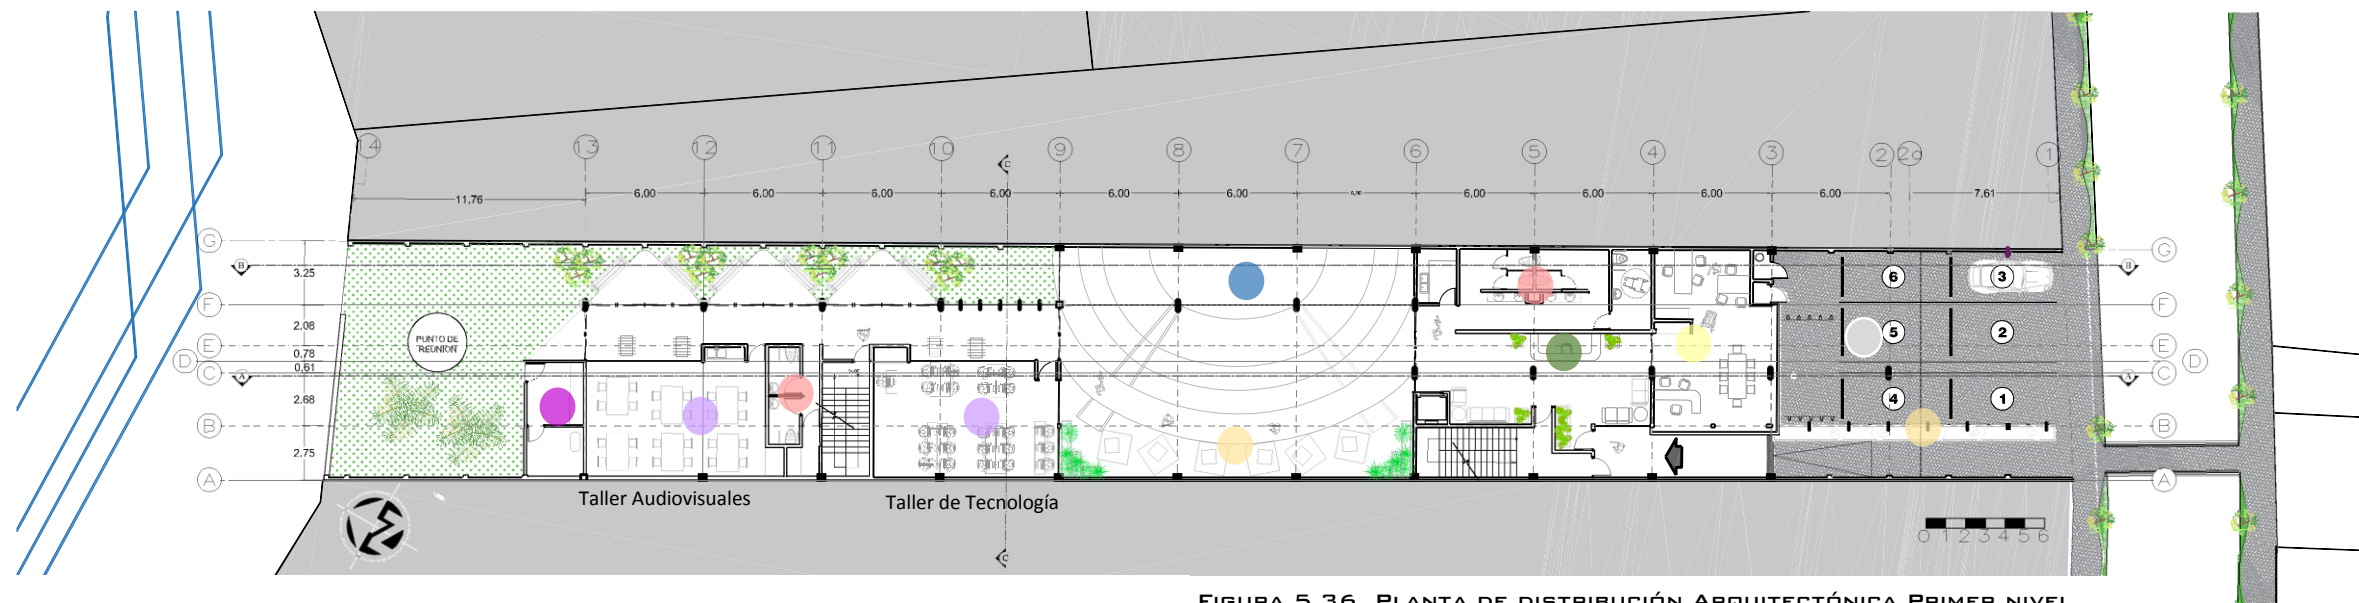 14 13 12 11 10 9 8 7 6 5 4 3 2 2a 1
C
11.76 6.00 6.00 6.00 6.00 6.00 6.00 6.00 6.00 6.00 6.00 7.61
G G
B B
3.25
6 3
F F
2.08
PUNTO DE
REUNION
5 2
E E
0.78
D D
0.61
C C
A A
2.68
4 1
B B
2.75
A A
Taller Audiovisuales
Taller de Tecnología
0 1 2 3 4 5 6
C
FIGURA 5.36. PLANTA DE DISTRIBUCIÓN ARQUITECTÓNICA PRIMER NIVEL